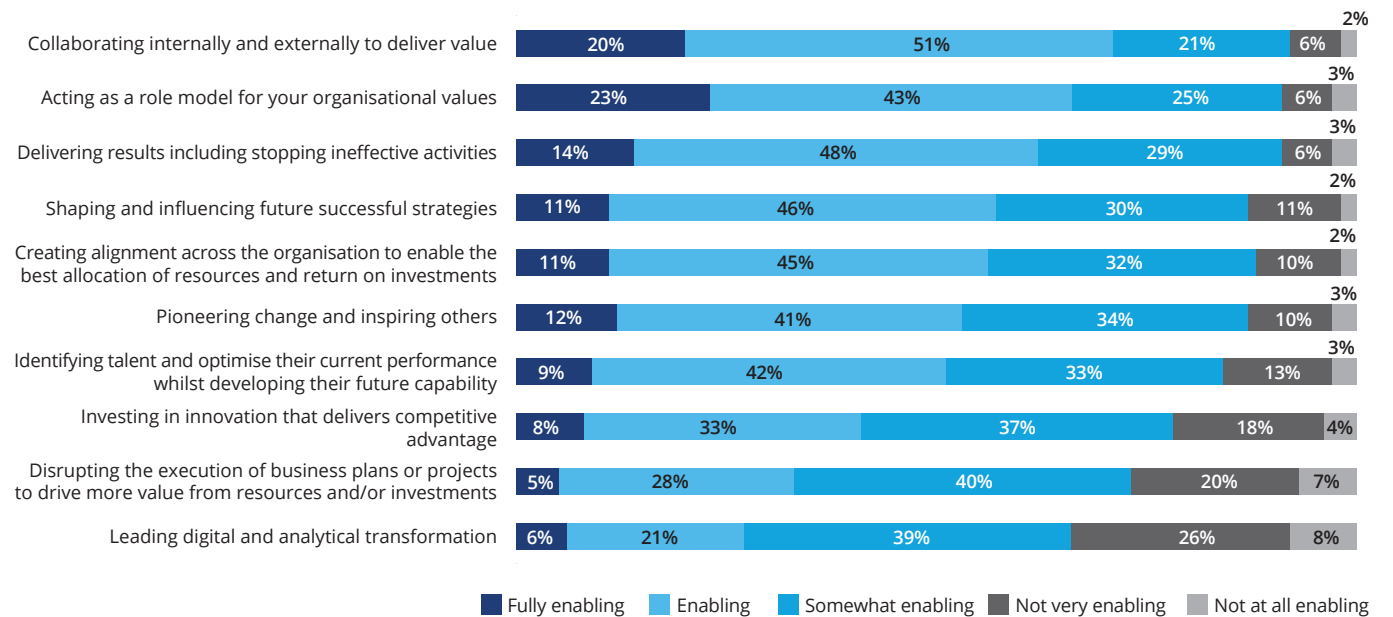 2%
Collaborating internally and externally to deliver value 20% 51% 21% 6%
3%
Acting as a role model for your organisational values 23% 43% 25% 6%
3%
Delivering results including stopping ineffective activities 14% 48% 29% 6%
2%
Shaping and influencing future successful strategies 11% 46% 30% 11%
2%
Creating alignment across the organisation to enable the
best allocation of resources and return on investments 11% 45% 32% 10%
3%
Pioneering change and inspiring others 12% 41% 34% 10%
3%
Identifying talent and optimise their current performance
whilst developing their future capability 9% 42% 33% 13%
Investing in innovation that delivers competitive
advantage 8% 33% 37% 18% 4%
Disrupting the execution of business plans or projects
to drive more value from resources and/or investments 5% 28% 40% 20% 7%
Leading digital and analytical transformation 6% 21% 39% 26% 8%
Fully enabling Enabling Somewhat enabling Not very enabling Not at all enabling